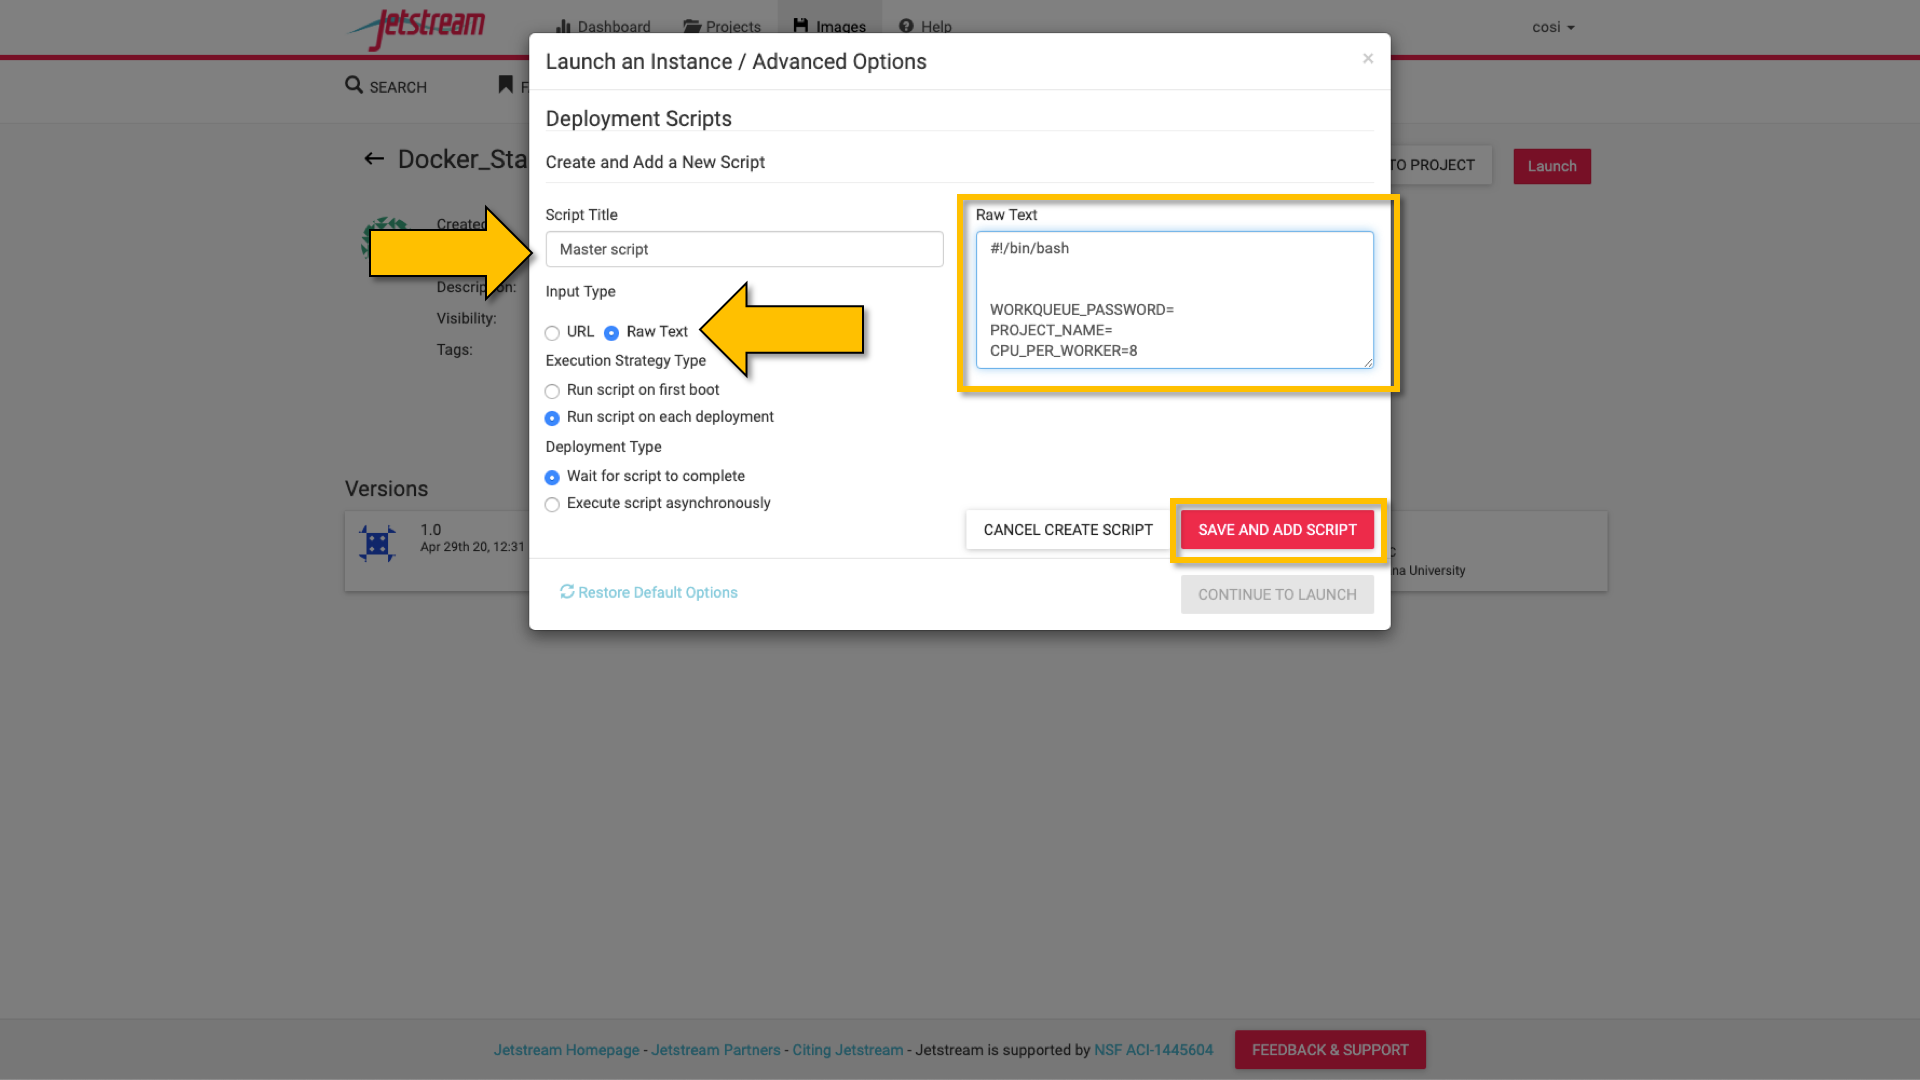 Jetstream
Dashboard
Projects
Images
Help
cosi
Launch an Instance / Advanced Options
×
SEARCH
Deployment Scripts
Docker_Sta
Create and Add a New Script
TO PROJECT
Launch
Script Title
Raw Text
Created
Master script
#!/bin/bash
Input Type
Visibility:
WORKQUEUE_PASSWORD=
URL
Raw Text
PROJECT_NAME=
Tags:
CPU_PER_WORKER=8
Execution Strategy Type
Run script on first boot
Run script on each deployment
Deployment Type
Wait for script to complete
Versions
Execute script asynchronously
1.0
CANCEL CREATE SCRIPT
SAVE AND ADD SCRIPT
Apr 29th 20, 12:31
na University
Restore Default Options
CONTINUE TO LAUNCH
Jetstream Homepage - Jetstream Partners - Citing Jetstream - Jetstream is supported by NSF ACI-1445604
FEEDBACK & SUPPORT